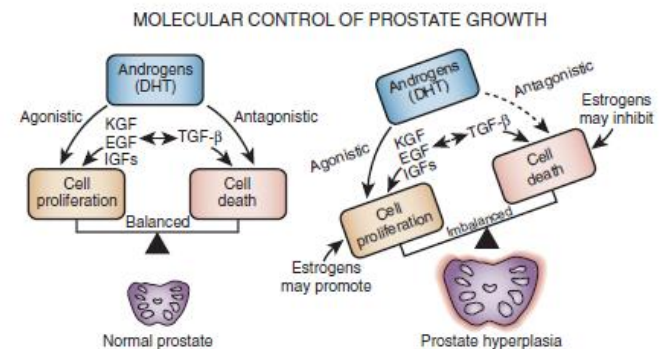 MOLECULAR CONTROL OF PROSTATE GROWTH
Androgens
(DHT)
Agonistic
Antagonistic
KGF
EGF
IGFs
TGF-β
Cell
proliferation
Cell
death
Balanced
Normal prostate
Androgens
(DHT)
Antagonistic
Estrogens
may inhibit
Agonistic
KGF
EGF
IGFs
TGF-β
Cell
death
Cell
proliferation
Imbalanced
Estrogens
may promote
Prostate hyperplasia